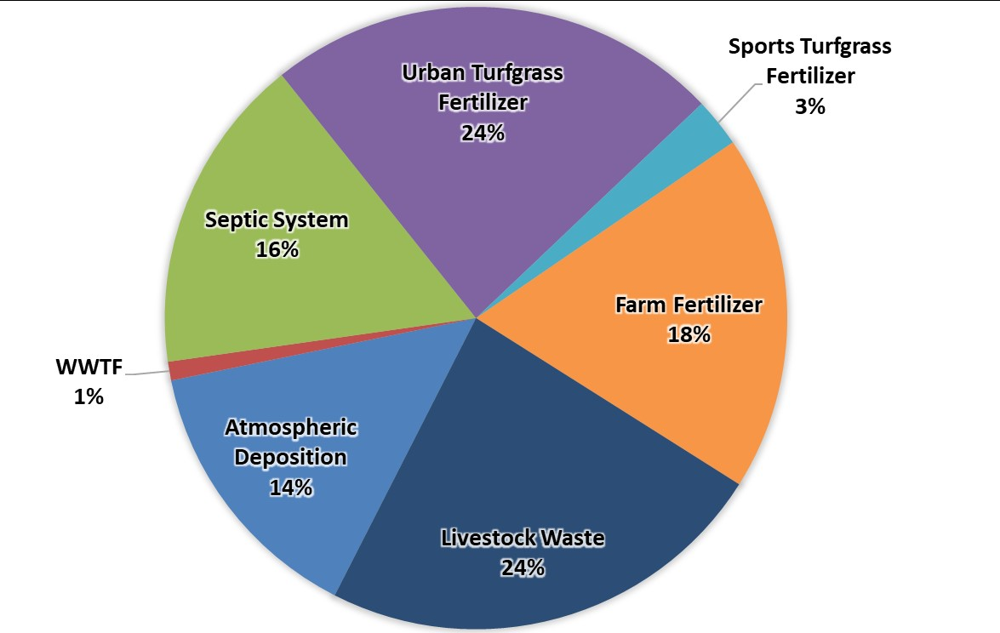 Urban Turfgrass
Fertilizer
24%
Sports Turfgrass
Fertilizer
3%
Farm Fertilizer
18%
Livestock Waste
24%
Atmospheric
Deposition
14%
WWTF
1%
Septic System
16%